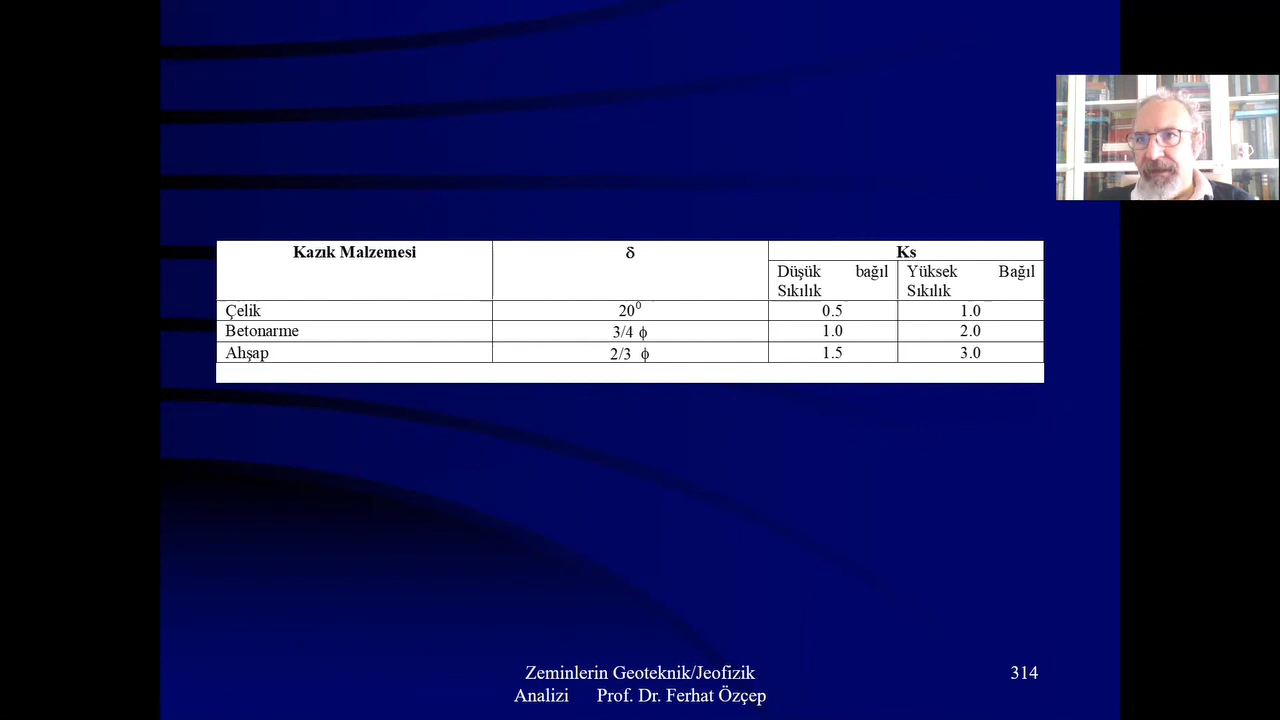 Kazık Malzemesi δ Ks
Düşük bağıl Yüksek Bağıl
Sıkılık Sıkılık
Çelik 20⁰ 0.5 1.0
Betonarme 3/4 ϕ 1.0 2.0
Ahşap 2/3 ϕ 1.5 3.0
Zeminlerin Geoteknik/Jeofizik
Analizi Prof. Dr. Ferhat Özçep
314